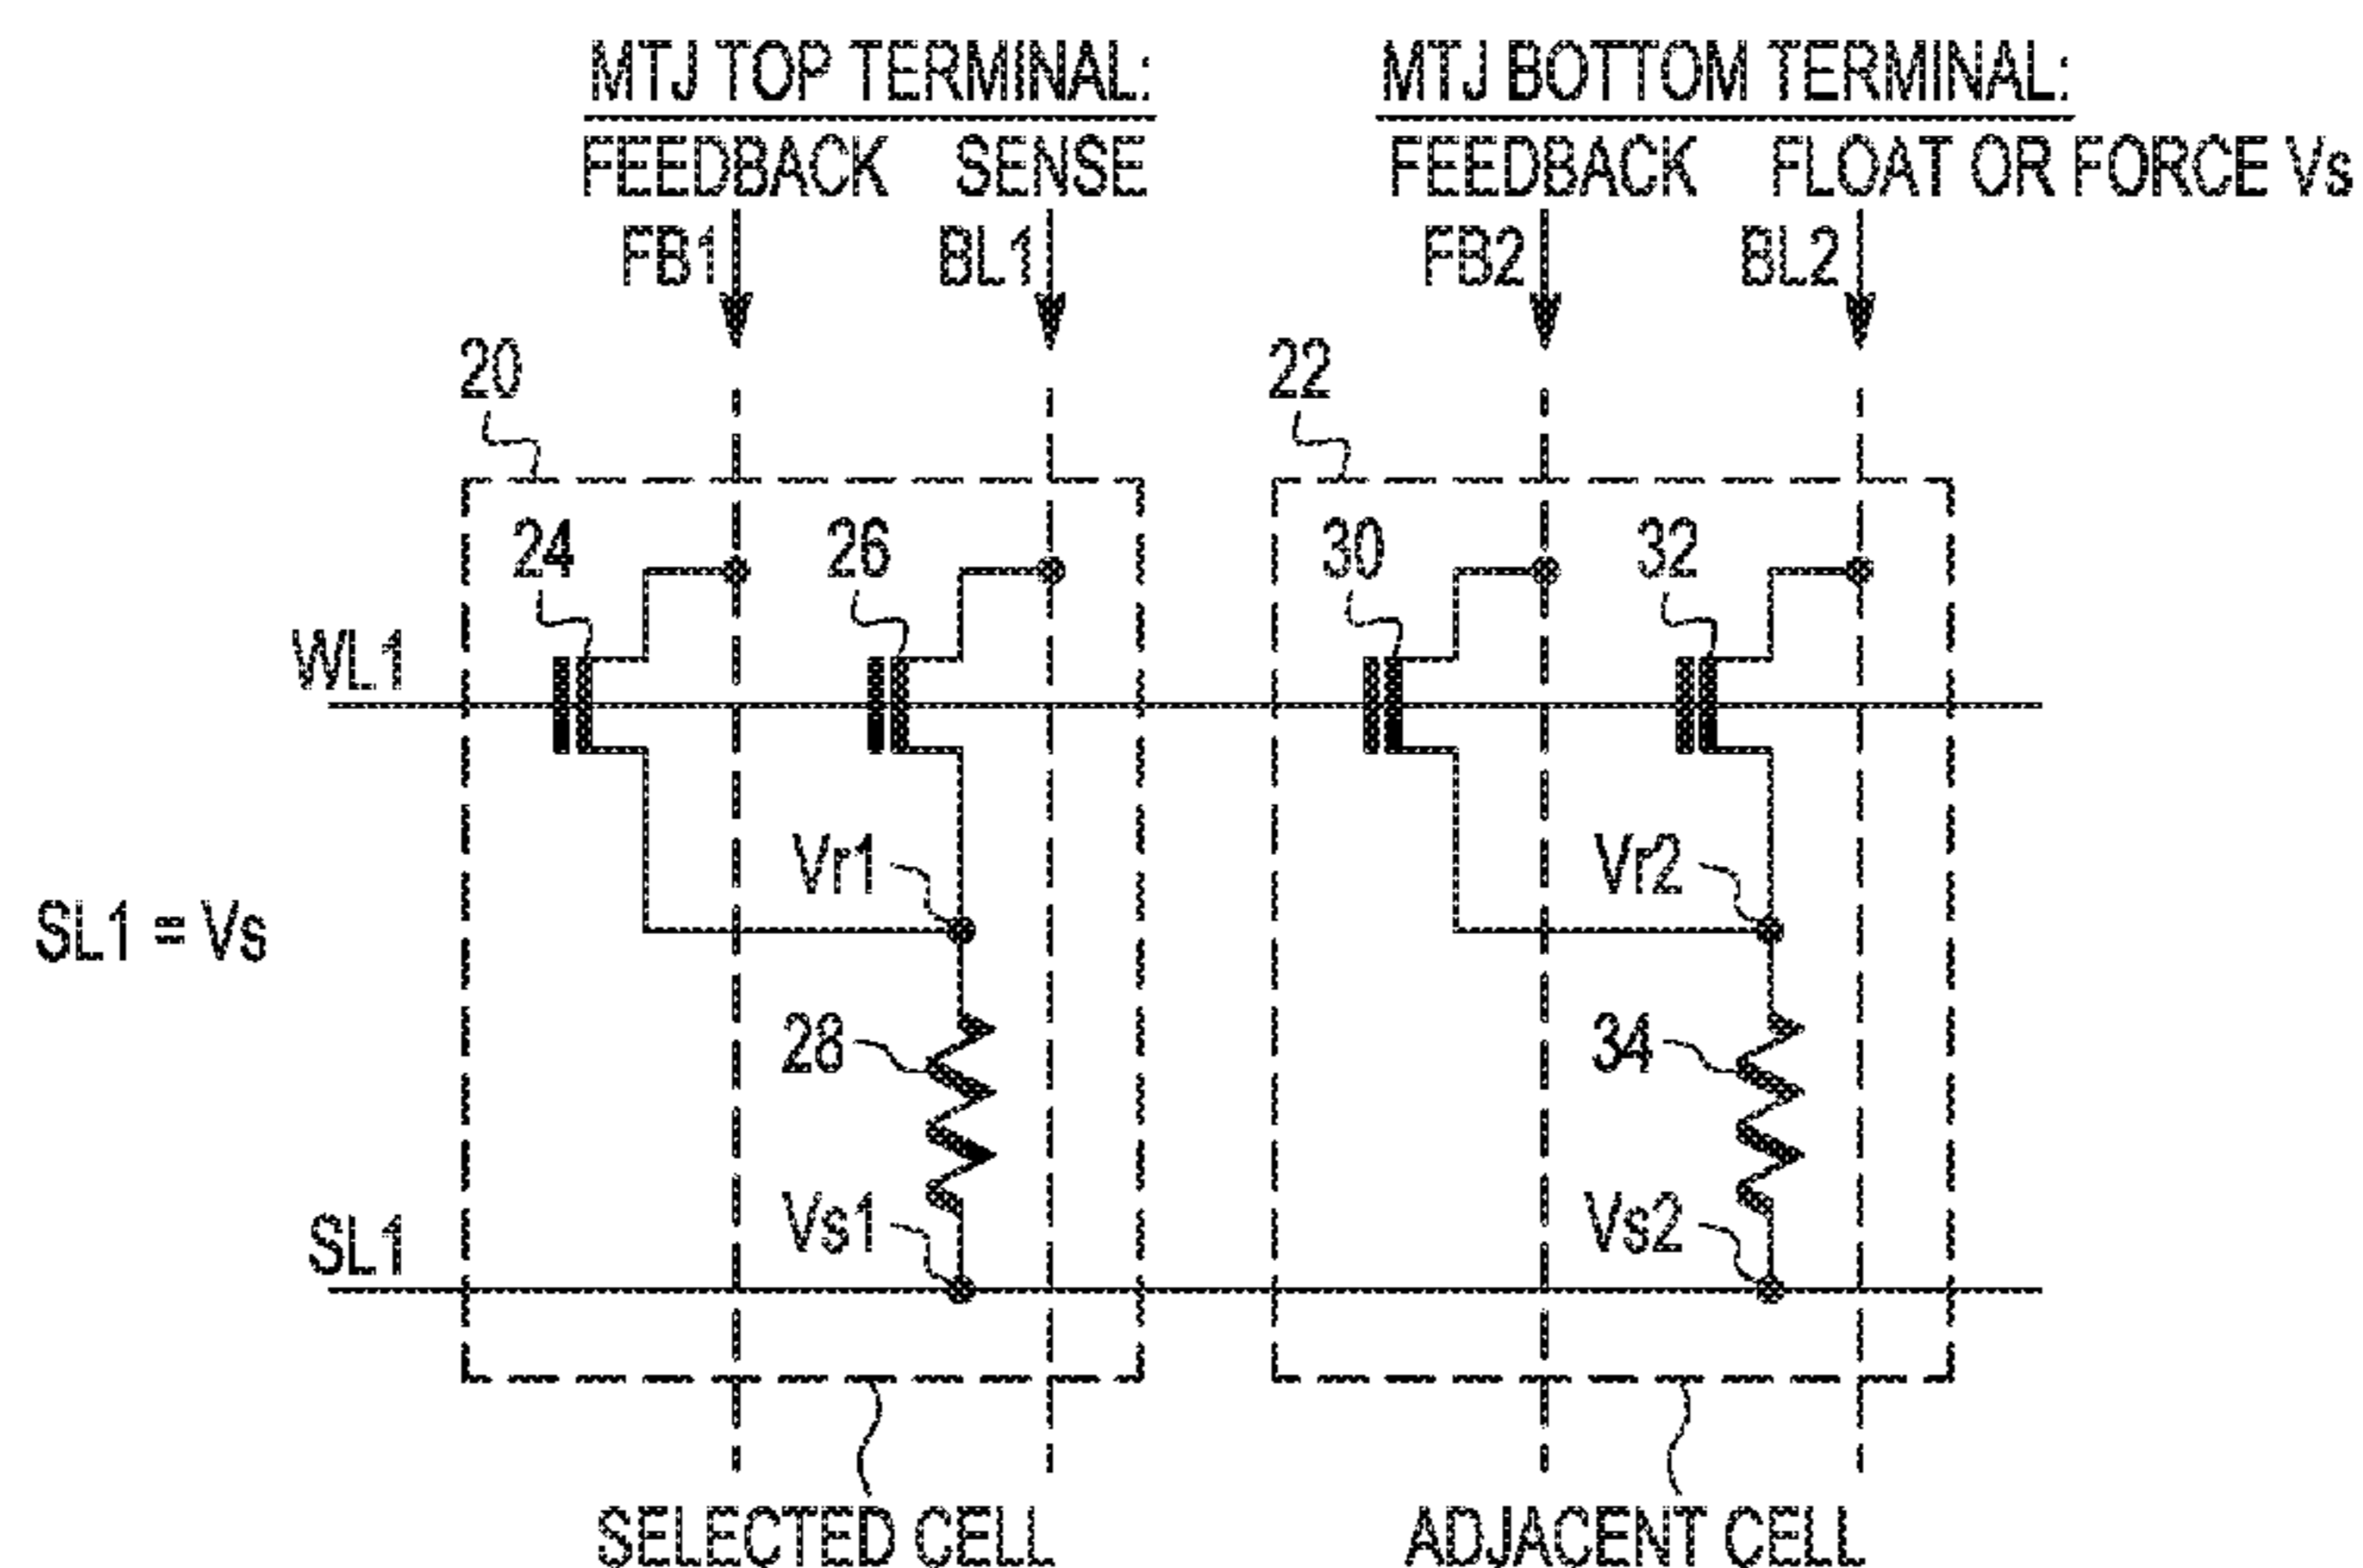 MTJ TOP TERMINAL:
FEEDBACK SENSE
FB1 BL1
MTJ BOTTOM TERMINAL:
FEEDBACK FLOAT OR FORCE Vs
FB2 BL2
20
22
24
26
30
32
WL1
Vr1
Vr2
SL1 = Vs
28
34
Vs1
Vs2
SL1
SELECTED CELL
ADJACENT CELL